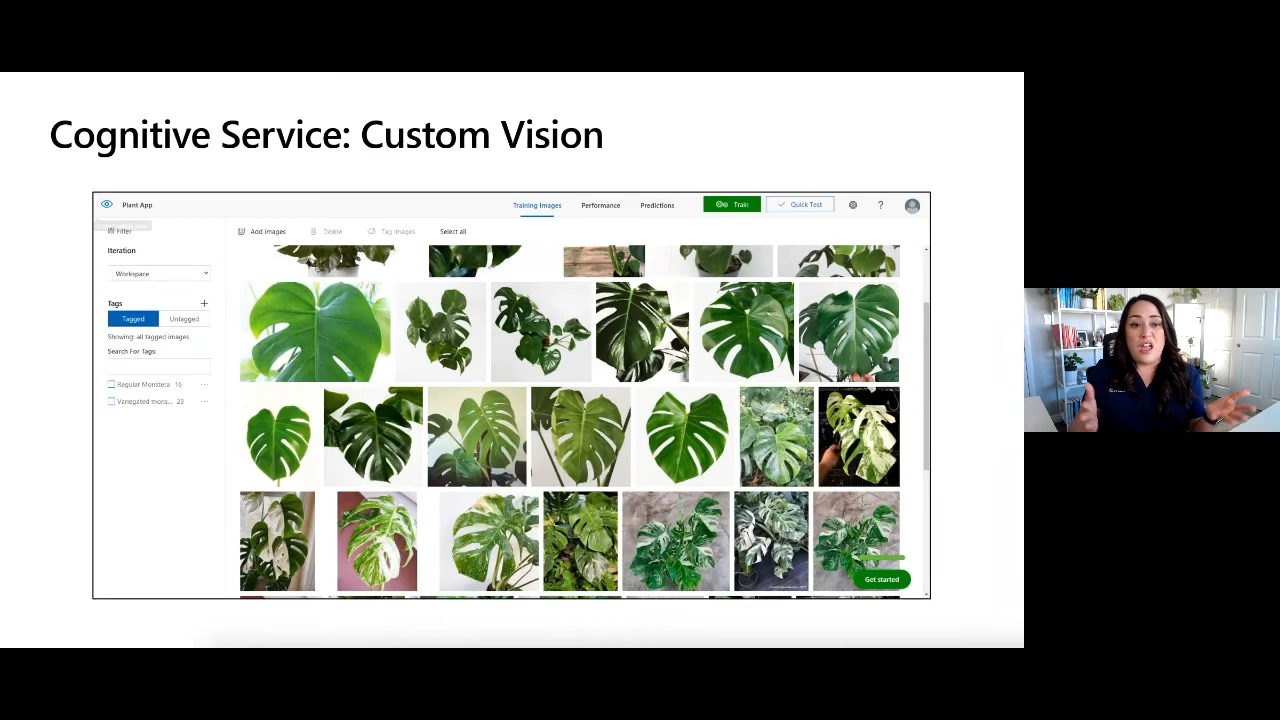 Cognitive Service: Custom Vision
Plant App
Training Images
Performance
Predictions
Train
Quick Test
?
Filter
Add images
Delete
Tag images
Select all
Iteration
Workspace
Tags
+
Tagged
Untagged
Showing: all tagged images
Search For Tags:
Regular Monstera 16 ...
Variegated mons... 23 ...
Get started